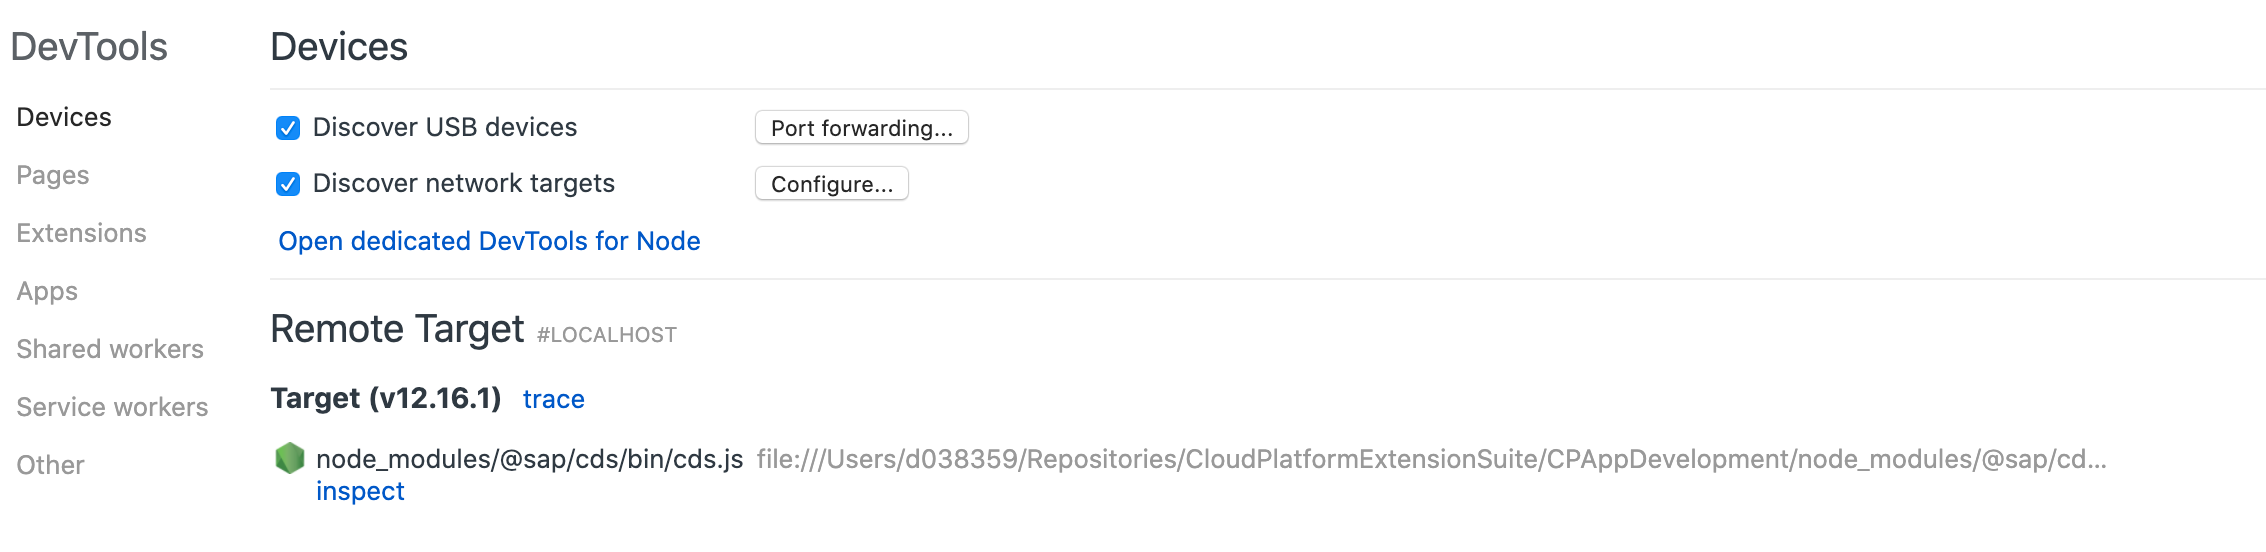 DevTools
Devices
Pages
Extensions
Apps
Shared workers
Service workers
Other
Devices
Discover USB devices
Port forwarding...
Discover network targets
Configure...
Open dedicated DevTools for Node
Remote Target #LOCALHOST
Target (v12.16.1) trace
node_modules/@sap/cds/bin/cds.js file:///Users/d038359/Repositories/CloudPlatformExtensionSuite/CPAppDevelopment/node_modules/@sap/cd...
inspect